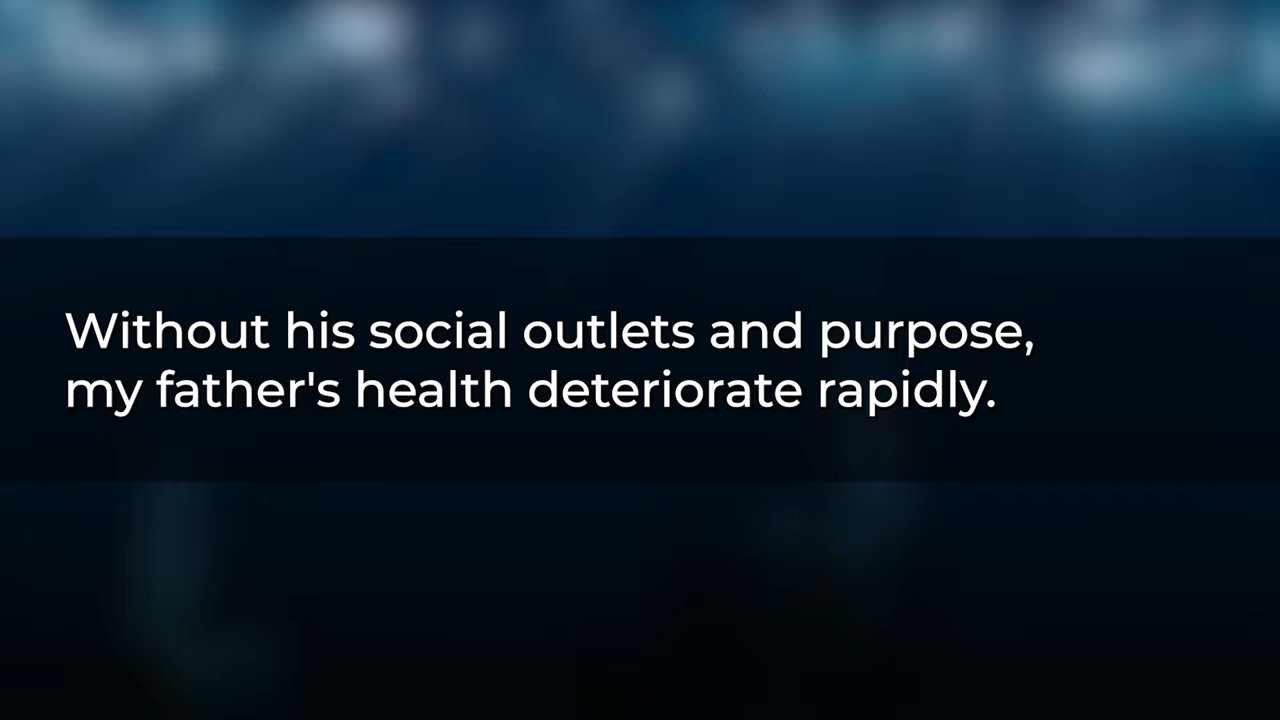 Without his social outlets and purpose,
my father's health deteriorate rapidly.